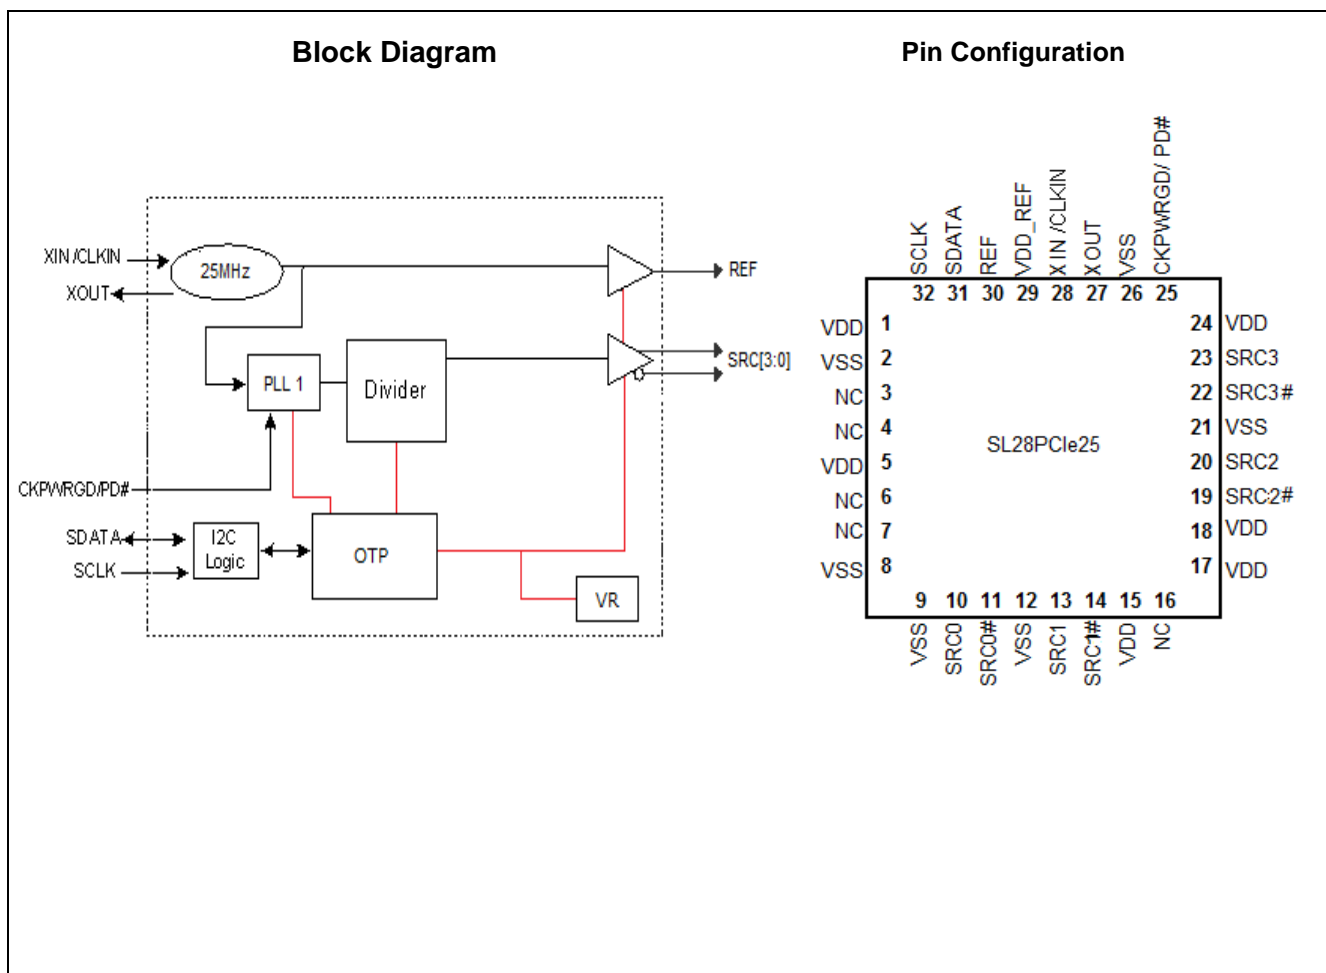 Block Diagram
XIN/CLKIN
XOUT
25MHz
REF
SRC[3:0]
PLL 1
Divider
CKPWRGD/PD#
SDATA
SCLK
I2C
Logic
OTP
VR
Pin Configuration
SCLK
SDATA
REF
VDD_REF
XIN/CLKIN
XOUT
VSS
CKPWRGD/ PD#
32 31 30 29 28 27 26 25
VDD 1
VSS 2
NC 3
NC 4
VDD 5
NC 6
NC 7
VSS 8
SL28PCIe25
24 VDD
23 SRC3
22 SRC3#
21 VSS
20 SRC2
19 SRC2#
18 VDD
17 VDD
9 10 11 12 13 14 15 16
VSS
SRC0
SRC0#
VSS
SRC1
SRC1#
VDD
NC